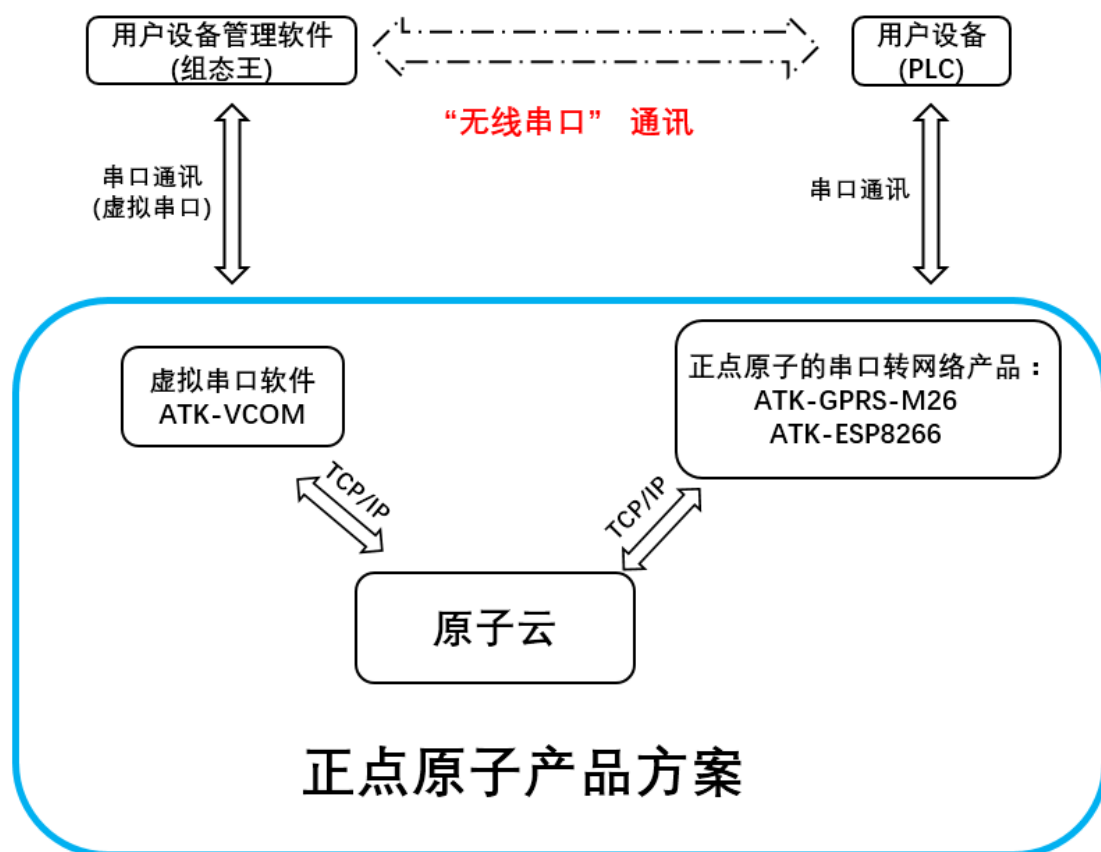 用户设备管理软件
(组态王)
用户设备
(PLC)
“无线串口” 通讯
串口通讯
(虚拟串口)
串口通讯
虚拟串口软件
ATK-VCOM
正点原子的串口转网络产品：
ATK-GPRS-M26
ATK-ESP8266
TCP/IP
TCP/IP
原子云
正点原子产品方案